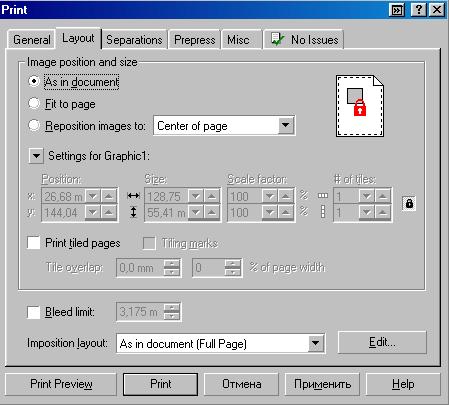 Print
General Layout Separations Prepress Misc No Issues
Image position and size
As in document
Fit to page
Reposition images to: Center of page
Settings for Graphic1:
Position: Size: Scale factor: # of tiles:
x: 26,68 m 128,75 100 % 1
y: 144,04 55,41 m 100 % 1
Print tiled pages Tiling marks
Tile overlap: 0,0 mm 0 % of page width
Bleed limit: 3,175 m
Imposition layout: As in document (Full Page) Edit...
Print Preview Print Отмена Применить Help